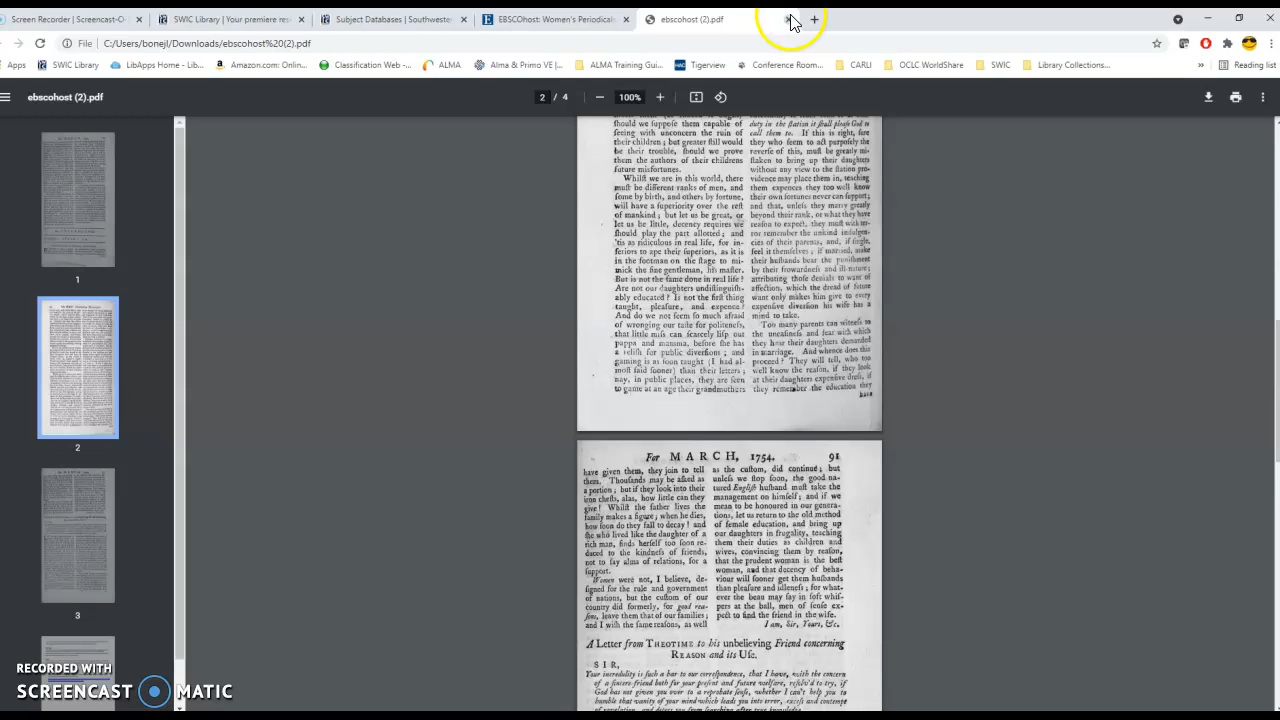 Screen Recorder | Screencast-O-
SWIC Library | Your premiere res
Subject Databases | Southwester
EBSCOhost: Women's Periodicals
ebscohost (2).pdf
File C:/Users/bonejl/Downloads/ebscohost%20(2).pdf
Apps SWIC Library LibApps Home - Lib... Amazon.com: Onlin... Classification Web -... ALMA Alma & Primo VE |... ALMA Training Gui... Tigerview Conference Room... CARLI OCLC WorldShare SWIC Library Collections... » Reading list
ebscohost (2).pdf
2 / 4
100%
1
2
3
ſhould we ſuppoſe them capable of
ſeeing with unconcern the ruin of
their children; but greater ſtill would
be their trouble, ſhould we prove
them the authors of their childrens
future misfortunes.
Whilſt we are in this world, there
muſt be different ranks of men, and
ſome by birth, and others by fortune,
will have a ſuperiority over the reſt
of mankind; but let us be great, or
let us be little, decency requires we
ſhould play the part allotted; and
'tis as ridiculous in real life, for in-
feriors to ape their ſuperiors, as it is
in the footman on the ſtage to mi-
mick the fine gentleman, his maſter.
But is not the ſame done in real life?
Are not our daughters undiſtinguiſh-
ably educated? Is not the firſt thing
taught, pleaſure, and expence?
And do we not ſeem ſo much afraid
of wronging our taſte for politeneſs,
that little miſs can ſcarcely liſp out
pappa and mamma, before ſhe has
a reliſh for public diverſions; and
gaming is as ſoon taught (I had al-
moſt ſaid ſooner) than their letters;
nay, in public places, they are ſeen
to game at an age their grandmothers
duty in the ſtation it ſhall pleaſe God to
call them to. If this is right, ſure
they who ſeem to act purpoſely the
reverſe of this, muſt be greatly mi-
ſtaken to bring up their daughters
without any view to the ſtation pro-
vidence may place them in, teaching
them expences they too well know
their own fortunes never can ſupport;
and that, unleſs they marry greatly
beyond their rank, or what they have
reaſon to expect, they muſt with ter-
ror remember the unkind indulgen-
cies of their parents, and, if ſingle,
feel it themſelves; if married, make
their huſbands bear the puniſhment
by their frowardneſs and ill-nature;
attributing thoſe denials to want of
affection, which the dread of future
want only makes him give to every
expenſive diverſion his wife has a
mind to take.
Too many parents can witneſs to
the uneaſineſs and fear with which
they hear their daughters demanded
in marriage. And whence does this
proceed? They will tell, who too
well know the reaſon, if they look
at their daughters expenſive dreſs, if
they remember the education they
have
For MARCH, 1754. 91
have given them, they join to tell
them. Thouſands may be aſked as
a portion; but if they look into their
iron cheſts, alas, how little can they
give! Whilſt the father lives the
family makes a figure; when he dies,
how ſoon do they fall to decay! and
ſhe who lived like the daughter of a
rich man, finds herſelf too ſoon re-
duced to the kindneſs of friends,
not to ſay alms of relations, for a
ſupport.
Women were not, I believe, de-
ſigned for the rule and government
of nations, but the cuſtom of our
country did formerly, for good rea-
ſons, leave them that of our families;
and I wiſh the ſame reaſons, as well
as the cuſtom, did continue; but
unleſs we ſtop ſoon, the good na-
tured Engliſh huſband muſt take the
management on himſelf; and if we
mean to be honoured in our genera-
tions, let us return to the old method
of female education, and bring up
our daughters in frugality, teaching
them their duties as children and
wives, convincing them by reaſon,
that the prudent woman is the beſt
woman, and that decency of beha-
viour will ſooner get them huſbands
than pleaſure and idleneſs; for what-
ever the beau may ſay in ſoft whiſ-
pers at the ball, men of ſenſe ex-
pect to find the friend in the wife.
I am, Sir, Yours, &c.
A Letter from THEOTIME to his unbelieving Friend concerning
REASON and its Uſe.
SIR,
Your incredulity is ſuch a bar to our correſpondence, that I have, with the concern
of a ſincere friend both for your preſent and future welfare, reſolv'd to try, if
God has not given you over to a reprobate ſenſe, whether I can't help you to
humble that vanity of your mind which leads you into error, exceſs and contempt
RECORDED WITH
SCREENCAST MATIC